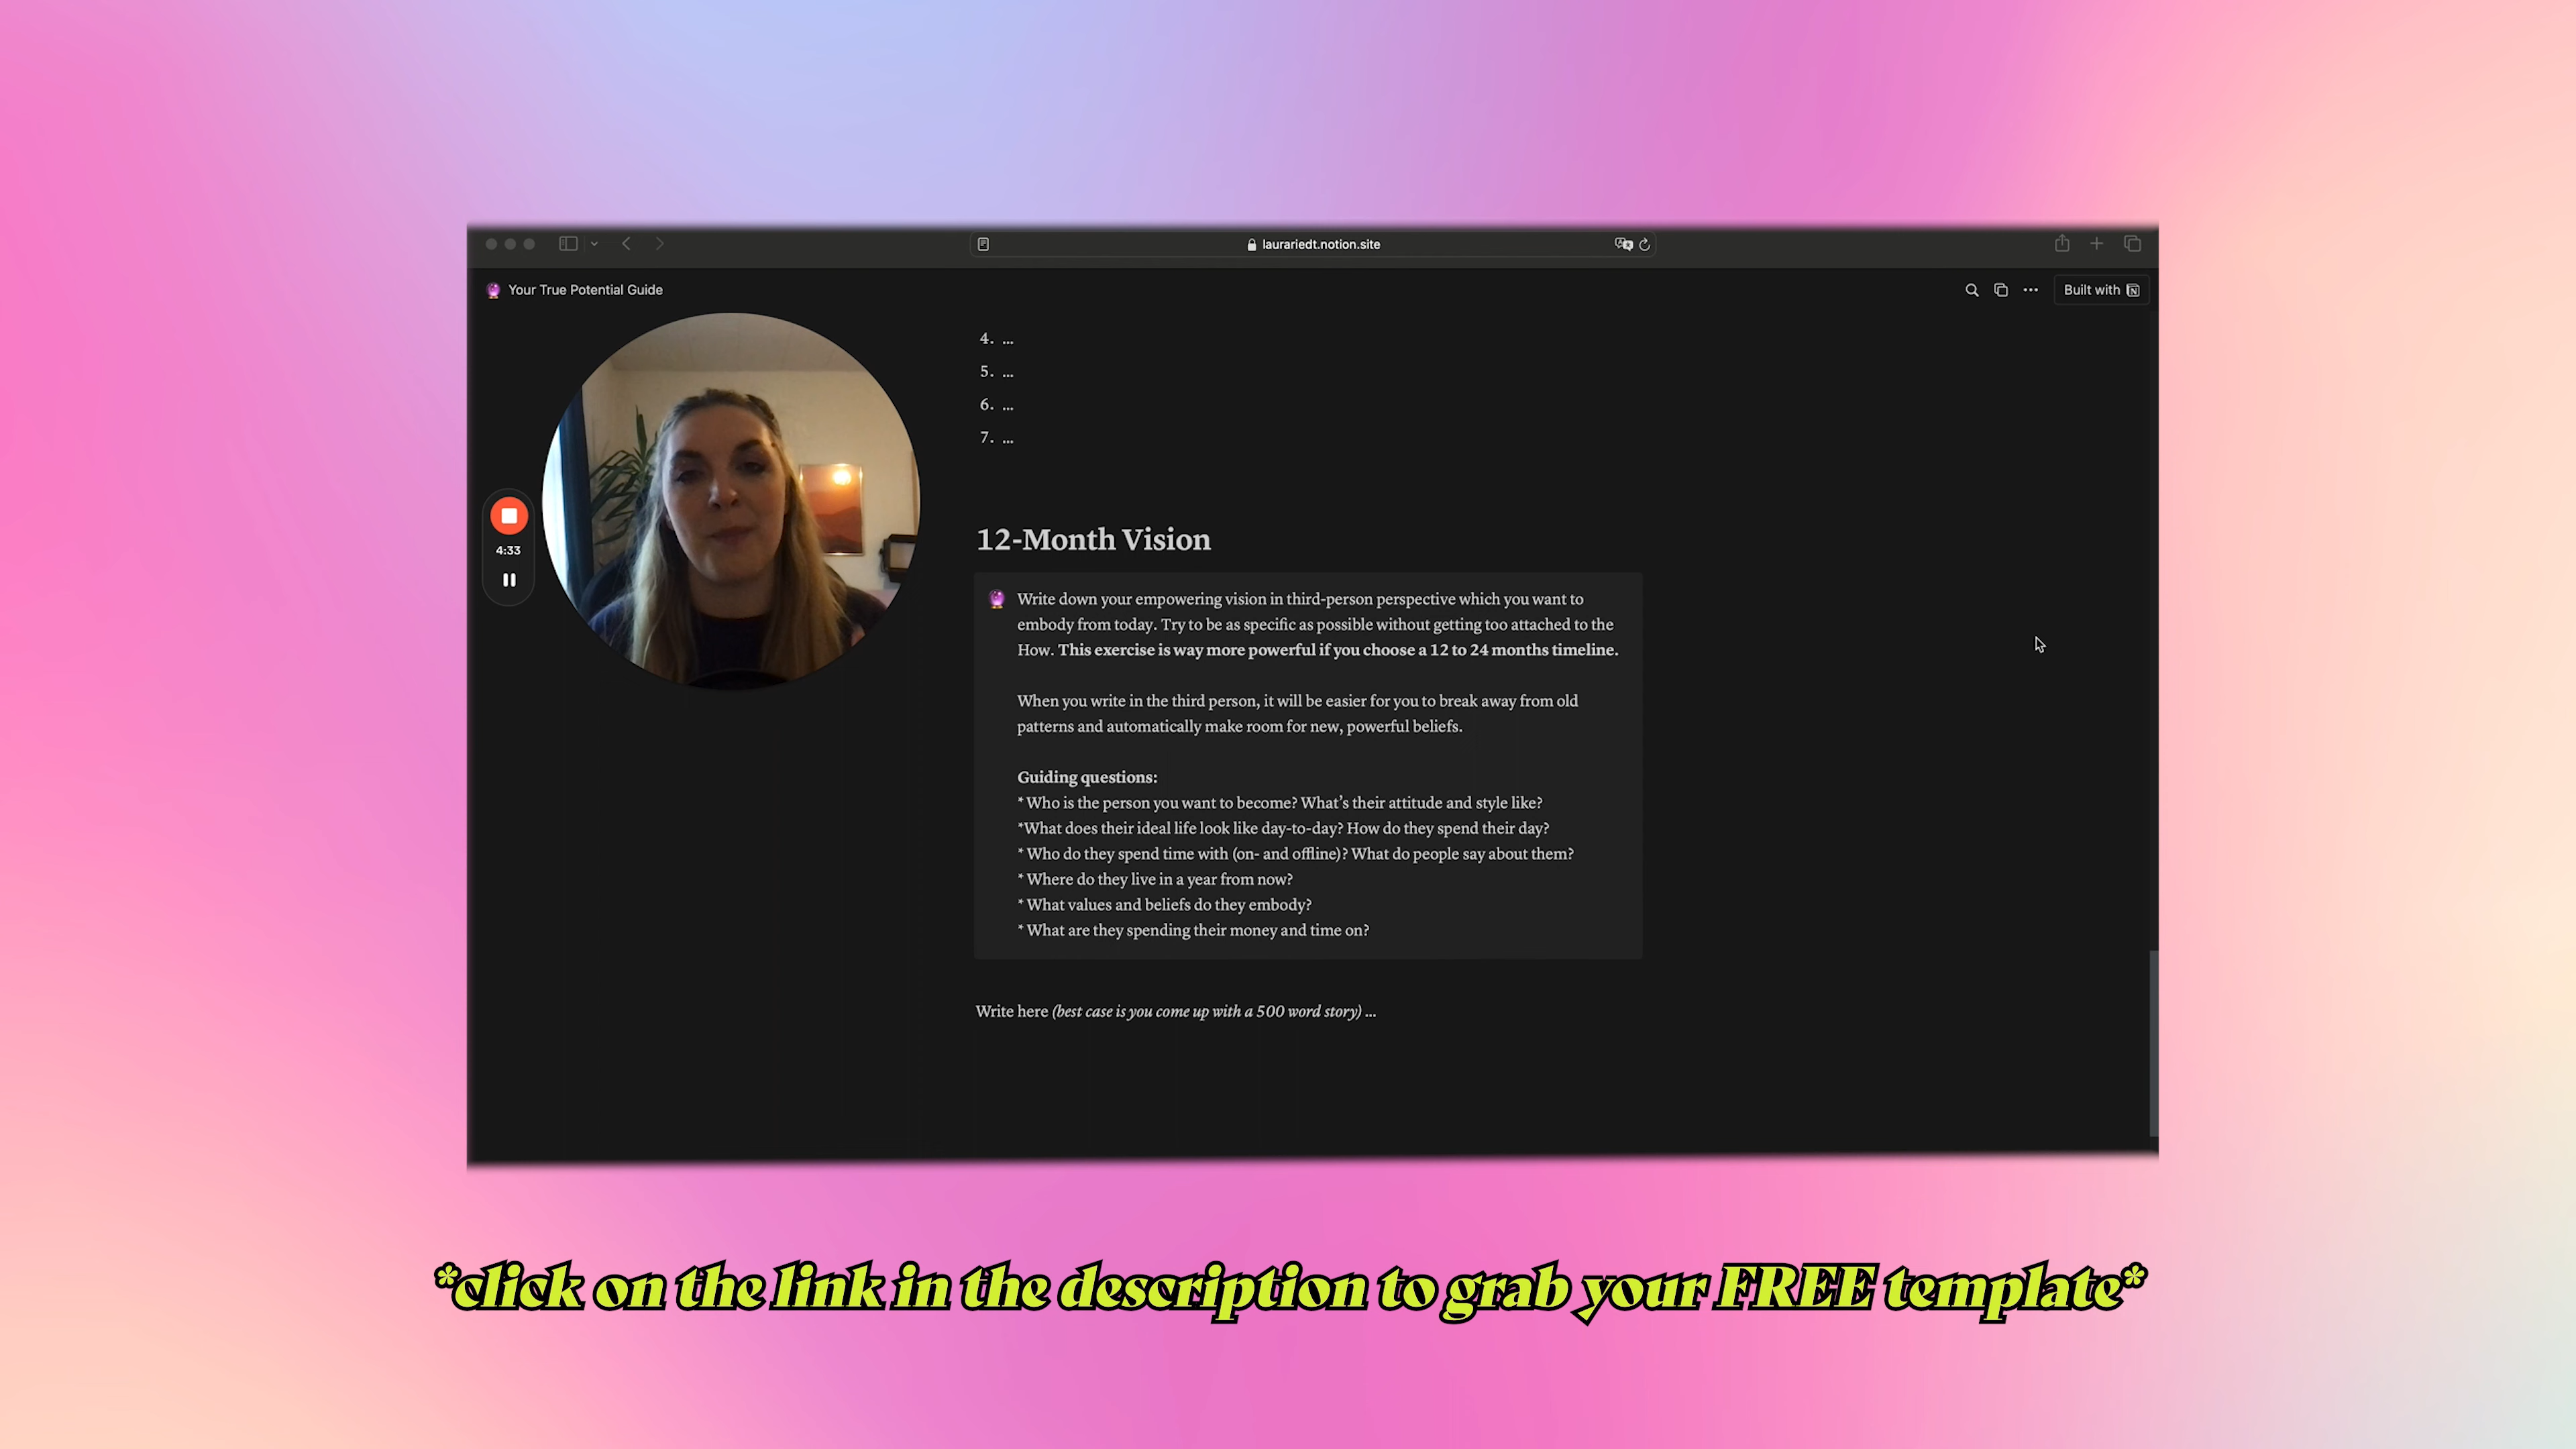 laurariedt.notion.site
Your True Potential Guide
Built with
4. ...
5. ...
6. ...
7. ...
4:33
12-Month Vision
Write down your empowering vision in third-person perspective which you want to
embody from today. Try to be as specific as possible without getting too attached to the
How. This exercise is way more powerful if you choose a 12 to 24 months timeline.
When you write in the third person, it will be easier for you to break away from old
patterns and automatically make room for new, powerful beliefs.
Guiding questions:
* Who is the person you want to become? What's their attitude and style like?
*What does their ideal life look like day-to-day? How do they spend their day?
* Who do they spend time with (on- and offline)? What do people say about them?
* Where do they live in a year from now?
* What values and beliefs do they embody?
* What are they spending their money and time on?
Write here (best case is you come up with a 500 word story) ...
*click on the link in the description to grab your FREE template*